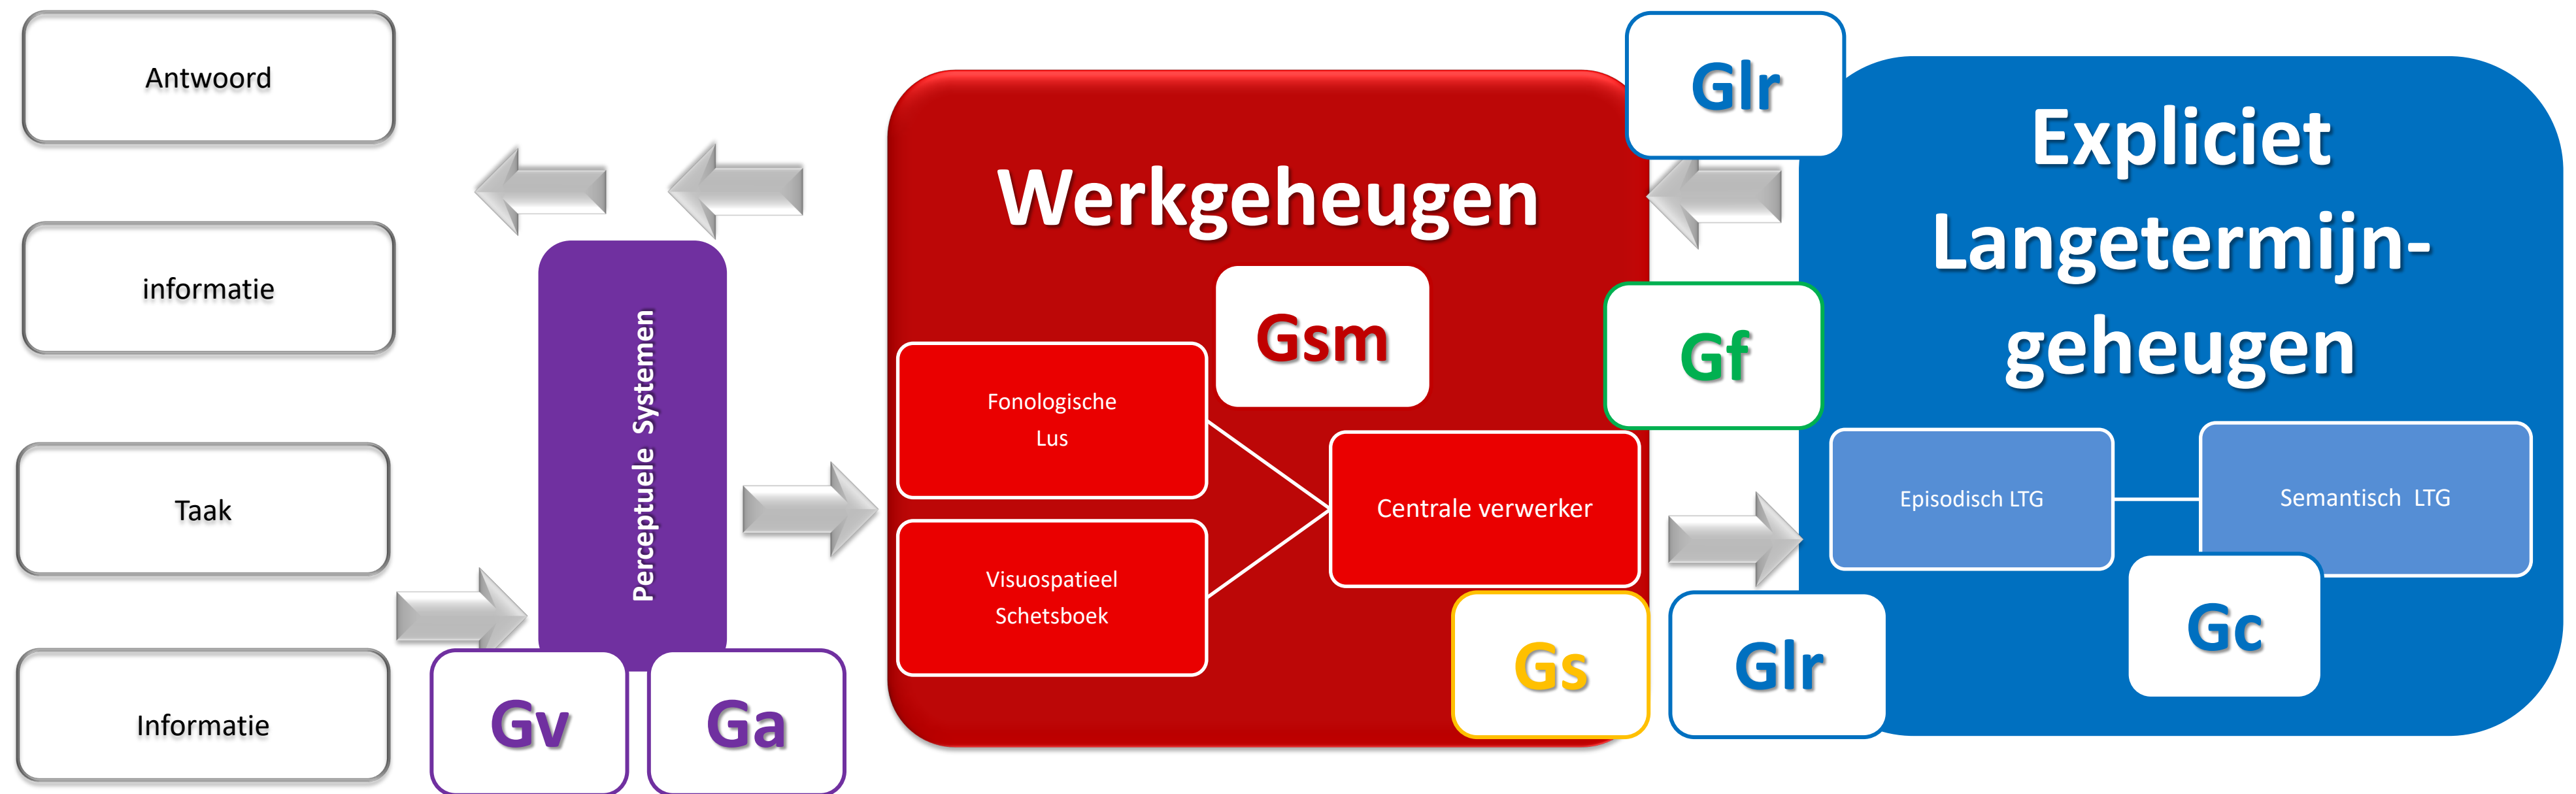 Antwoord
informatie
Taak
Informatie
Perceptuele Systemen
Gv
Ga
Werkgeheugen
Gsm
Fonologische
Lus
Visuospatieel
Schetsboek
Centrale verwerker
Gs
Glr
Gf
Glr
Expliciet
Langetermijn-
geheugen
Episodisch LTG
Semantisch LTG
Gc